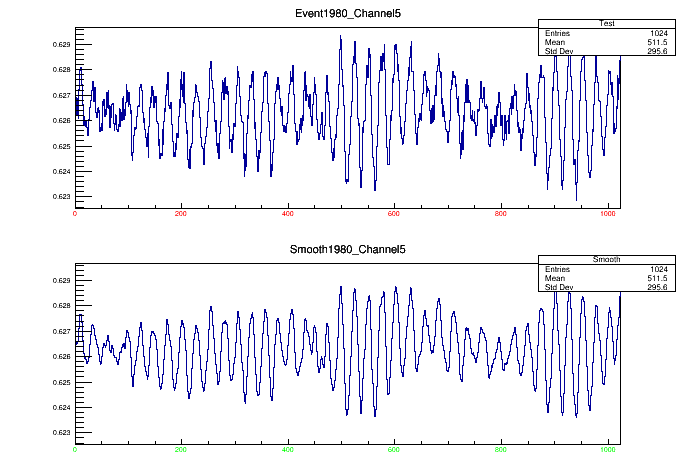 Event1980_Channel5
Test
Entries 1024
Mean 511.5
Std Dev 295.6
0.629
0.628
0.627
0.626
0.625
0.624
0.623
0 200 400 600 800 1000
Smooth1980_Channel5
Smooth
Entries 1024
Mean 511.5
Std Dev 295.6
0.629
0.628
0.627
0.626
0.625
0.624
0.623
0 200 400 600 800 1000